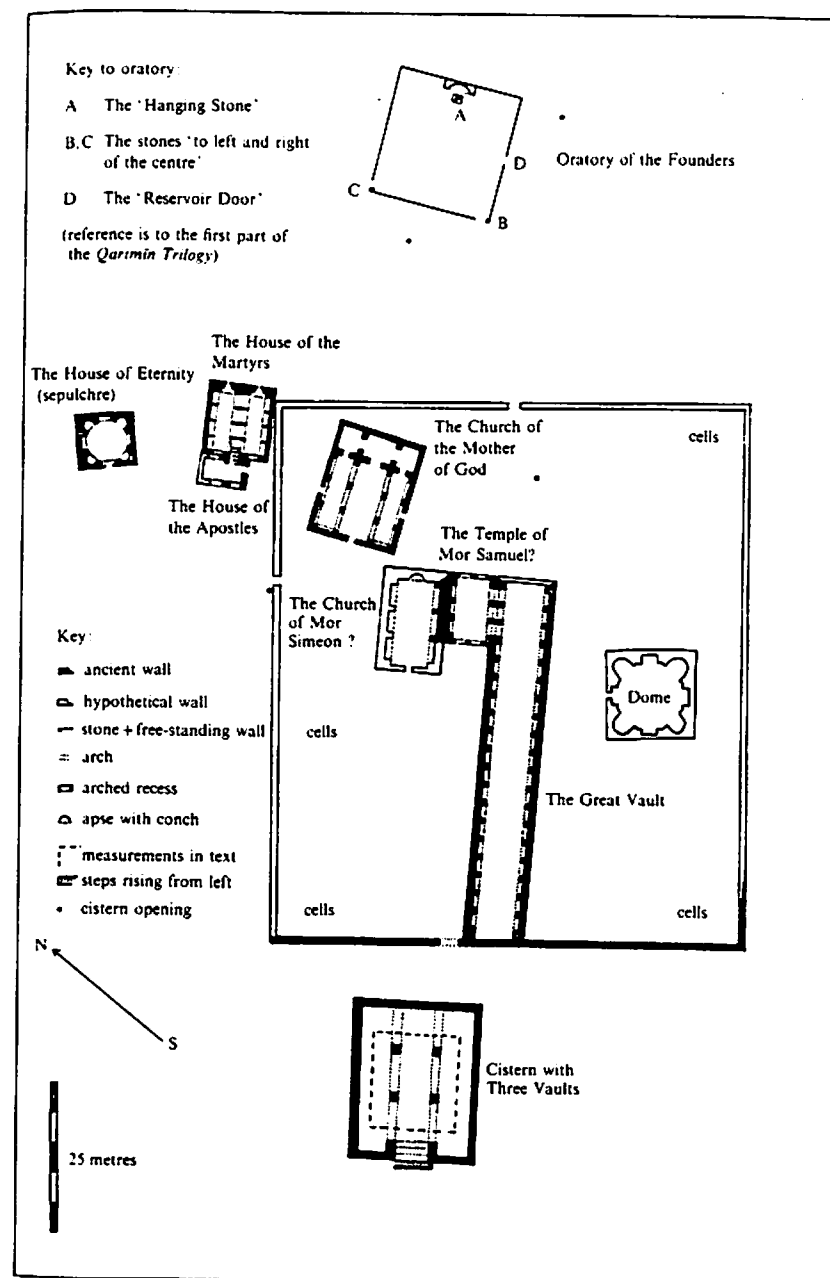 Key to oratory:
A The 'Hanging Stone'
B,C The stones 'to left and right
of the centre'
D The 'Reservoir Door'
(reference is to the first part of
the Qartmin Trilogy)
A
D
C
B
Oratory of the Founders
The House of the
Martyrs
The House of Eternity
(sepulchre)
The House of
the Apostles
The Church of
the Mother
of God
cells
The Temple of
Mor Samuel?
The Church
of Mor
Simeon ?
Dome
Key:
ancient wall
hypothetical wall
stone + free-standing wall
arch
arched recess
apse with conch
measurements in text
steps rising from left
cistern opening
cells
The Great Vault
cells
cells
N
S
Cistern with
Three Vaults
25 metres